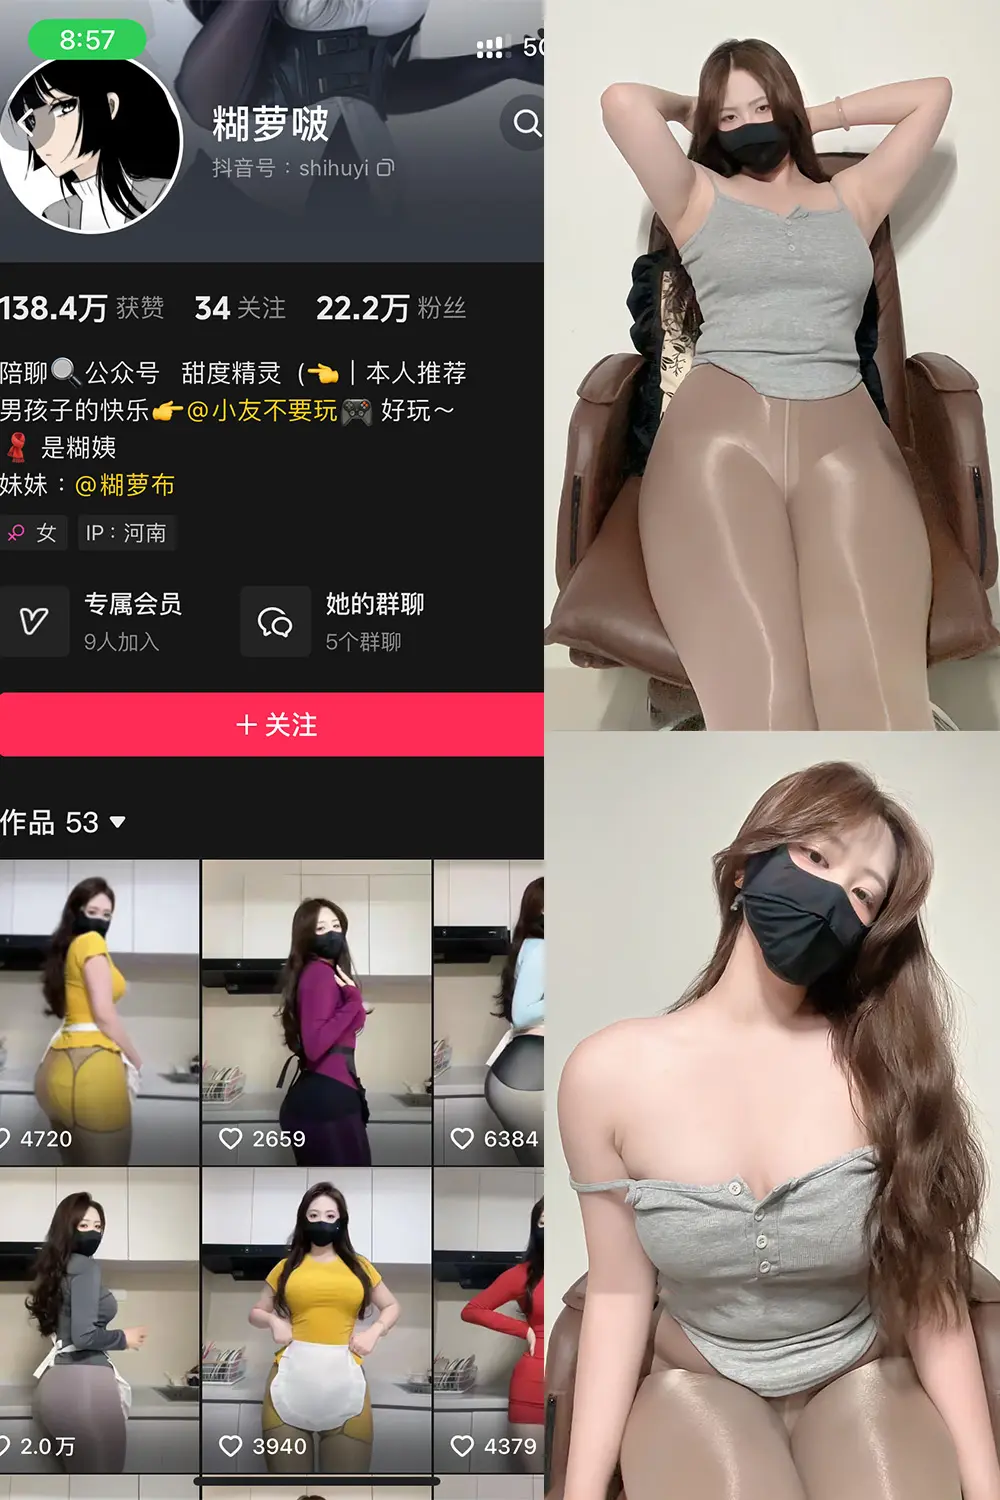 8:57
5G
糊萝啵
抖音号：shihuyi
138.4万 获赞 34 关注 22.2万 粉丝
陪聊🔍公众号 甜度精灵 (👈 | 本人推荐
男孩子的快乐👉@小友不要玩🎮 好玩～
🧣 是糊姨
妹妹：@糊萝布
女 IP：河南
专属会员 她的群聊
9人加入 5个群聊
＋关注
作品 53
4720 2659 6384
2.0万 3940 4379